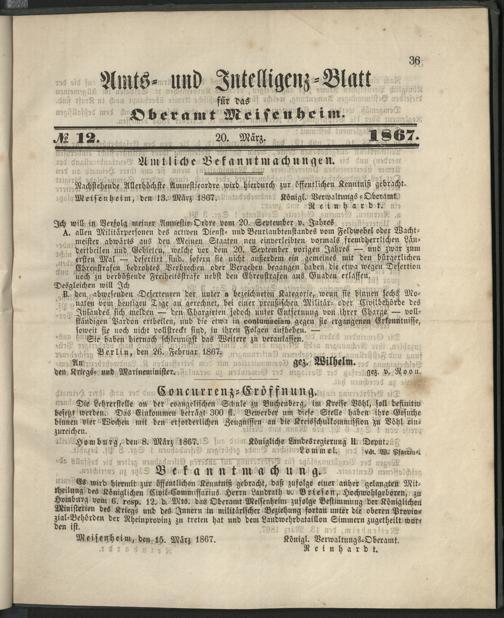 36
Amts- und Intelligenz-Blatt
für das
Oberamt Meisenheim.
№ 12. 20. März. 1867.
Amtliche Bekanntmachungen.
Nachstehende Allerhöchste Amnestieordre wird hierdurch zur öffentlichen Kenntniß gebracht.
Meisenheim, den 13. März 1867. Königl. Verwaltungs-Oberamt.
Reinhardt.
Ich will in Verfolg meiner Amnestie-Ordre vom 20. September v. Jahres
A. allen Militärpersonen des activen Dienst- und Beurlaubtenstandes vom Feldwebel oder Wacht-
meister abwärts aus den Meinen Staaten neu einverleibten vormals fremdherrlichen Län-
dertheilen und Gebieten, welche vor dem 20. September vorigen Jahres — und zwar zum
ersten Mal — desertirt sind, sofern sie nicht außerdem ein gemeines mit den bürgerlichen
Ehrenstrafen bedrohtes Verbrechen oder Vergehen begangen haben die etwa wegen Desertion
noch zu verbüßende Freiheitsstrafe nebst den Ehrenstrafen aus Gnaden erlassen.
Desgleichen will Ich
B. den abwesenden Deserteuren der unter a bezeichneten Kategorie, wenn sie binnen sechs Mo-
naten vom heutigen Tage an gerechnet, bei einer preußischen Militär- oder Civilbehörde des
Inlandes sich melden — den Chargirten jedoch unter Entsetzung von ihrer Charge — voll-
ständigen Pardon ertheilen, und die etwa in contumaciam gegen sie ergangenen Erkenntnisse,
soweit sie noch nicht vollstreckt sind, in ihren Folgen aufheben. —
Sie haben hiernach schleunigst das Weitere zu veranlassen.
Berlin, den 26. Februar 1867.
An gez. Wilhelm.
den Kriegs- und Marineminister. gez. v. Roon.
Concurrenz-Eröffnung.
Die Lehrerstelle an der evangelischen Schule zu Buchenberg, im Kreise Vöhl, soll definitiv
besetzt werden. Das Einkommen beträgt 300 fl. Bewerber um diese Stelle haben ihre Gesuche
binnen vier Wochen mit den erforderlichen Zeugnissen an die Kreisschulkommission zu Vöhl ein-
zureichen.
Homburg, den 8. März 1867. Königliche Landesregierung II. Deput.
Lommel. vdt. W.
Bekanntmachung.
Es wird hiermit zur öffentlichen Kenntniß gebracht, daß zufolge einer anher gelangten Mit-
theilung des Königlichen Civil-Commissarius Herrn Landrath v. Briesen, Hochwohlgeboren, zu
Homburg vom 6. resp. 12. d. Mts. das Oberamt Meisenheim zufolge Bestimmung der Königlichen
Ministerien des Kriegs und des Innern in militärischer Beziehung fortan unter die oberen Provin-
zial-Behörden der Rheinprovinz zu treten hat und dem Landwehrbataillon Simmern zugetheilt wor-
den ist.
Meisenheim, den 15. März 1867. Königl. Verwaltungs-Oberamt.
Reinhardt.